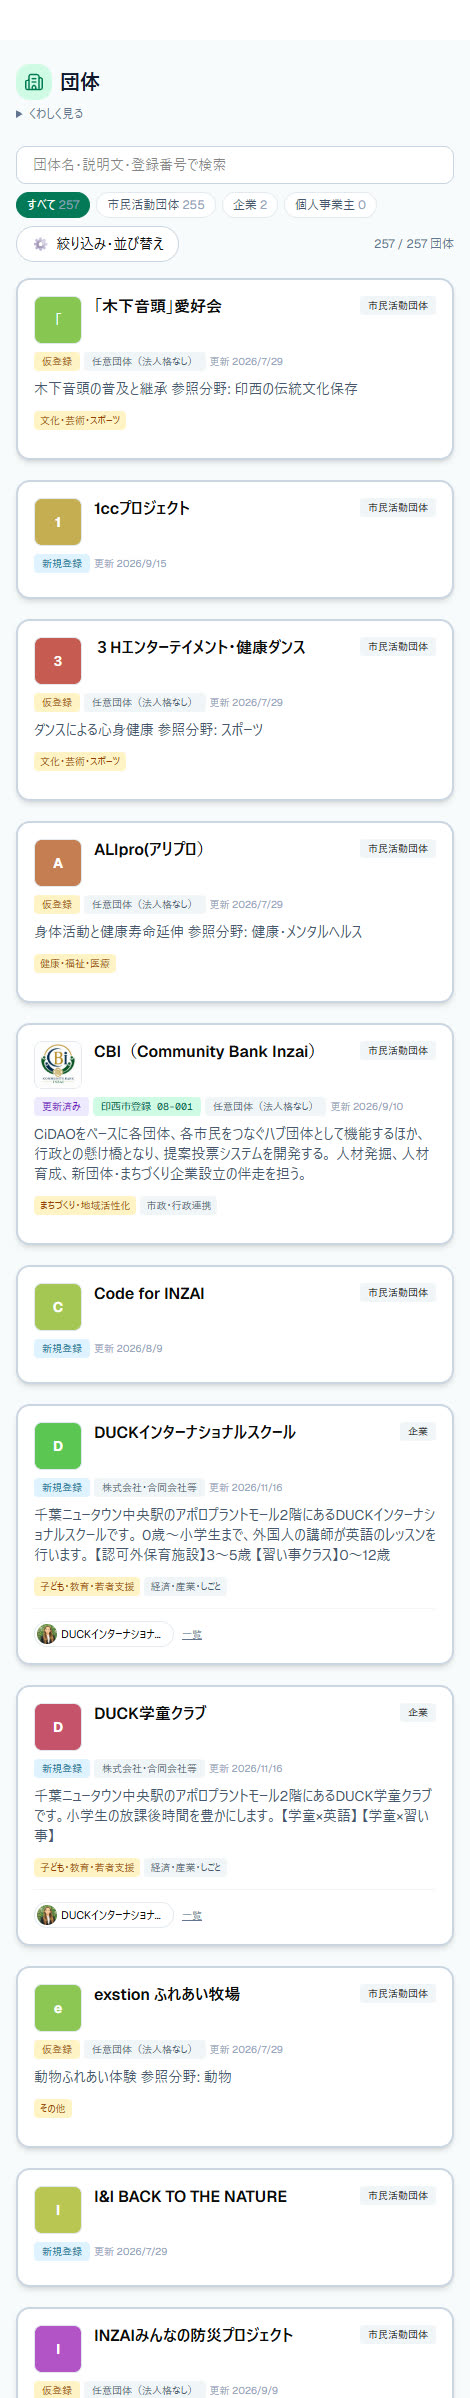 団体
▶ くわしく見る
団体名・説明文・登録番号で検索
すべて 257 市民活動団体 255 企業 2 個人事業主 0
絞り込み・並び替え 257 / 257 団体
「 「木下音頭」愛好会 市民活動団体
仮登録 任意団体（法人格なし） 更新 2026/7/29
木下音頭の普及と継承 参照分野: 印西の伝統文化保存
文化・芸術・スポーツ
1 1ccプロジェクト 市民活動団体
新規登録 更新 2026/9/15
3 ３Hエンターテイメント・健康ダンス 市民活動団体
仮登録 任意団体（法人格なし） 更新 2026/7/29
ダンスによる心身健康 参照分野: スポーツ
文化・芸術・スポーツ
A ALIpro(アリプロ） 市民活動団体
仮登録 任意団体（法人格なし） 更新 2026/7/29
身体活動と健康寿命延伸 参照分野: 健康・メンタルヘルス
健康・福祉・医療
CBi CBI（Community Bank Inzai） 市民活動団体
更新済み 印西市登録 08-001 任意団体（法人格なし） 更新 2026/9/10
CiDAOをベースに各団体、各市民をつなぐハブ団体として機能するほか、
行政との懸け橋となり、提案投票システムを開発する。 人材発掘、人材
育成、新団体・まちづくり企業設立の伴走を担う。
まちづくり・地域活性化 市政・行政連携
C Code for INZAI 市民活動団体
新規登録 更新 2026/8/9
D DUCKインターナショナルスクール 企業
新規登録 株式会社・合同会社等 更新 2026/11/16
千葉ニュータウン中央駅のアポロプラントモール2階にあるDUCKインターナシ
ョナルスクールです。 0歳～小学生まで、外国人の講師が英語のレッスンを
行います。 【認可外保育施設】3～5歳 【習い事クラス】0～12歳
子ども・教育・若者支援 経済・産業・しごと
DUCKインターナショナ… 一覧
D DUCK学童クラブ 企業
新規登録 株式会社・合同会社等 更新 2026/11/16
千葉ニュータウン中央駅のアポロプラントモール2階にあるDUCK学童クラブ
です。小学生の放課後時間を豊かにします。 【学童×英語】 【学童×習い
事】
子ども・教育・若者支援 経済・産業・しごと
DUCKインターナショナ… 一覧
e exstion ふれあい牧場 市民活動団体
仮登録 任意団体（法人格なし） 更新 2026/7/29
動物ふれあい体験 参照分野: 動物
その他
I I&I BACK TO THE NATURE 市民活動団体
新規登録 更新 2026/7/29
I INZAIみんなの防災プロジェクト 市民活動団体
仮登録 任意団体（法人格なし） 更新 2026/9/9